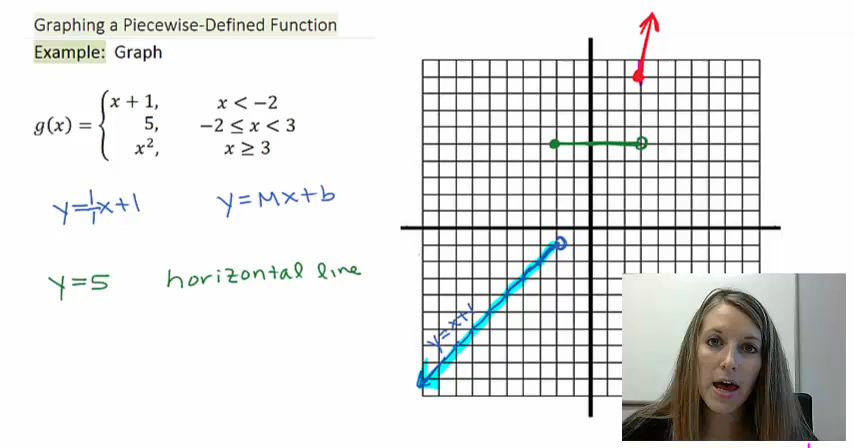 Graphing a Piecewise-Defined Function
Example: Graph
g(x) = { x + 1, x < −2
5, −2 ≤ x < 3
x², x ≥ 3
y=1/1x+1 y=Mx+b
y=5 horizontal line
y=x+1